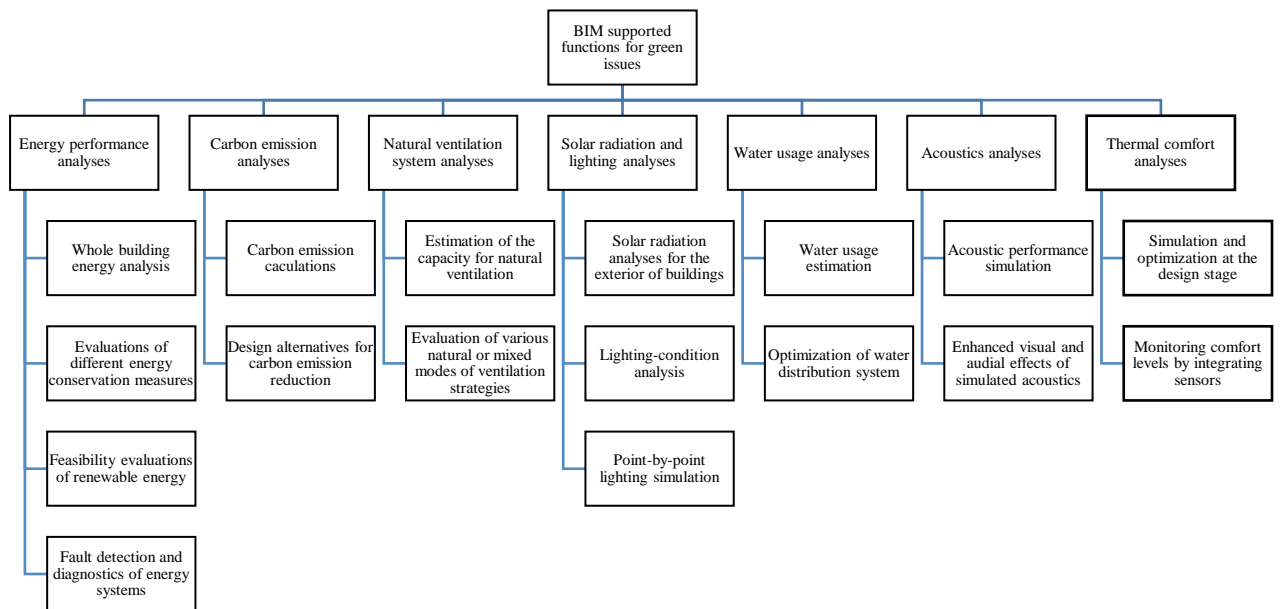 BIM supported
functions for green
issues
Energy performance
analyses
Carbon emission
analyses
Natural ventilation
system analyses
Solar radiation and
lighting analyses
Water usage analyses
Acoustics analyses
Thermal comfort
analyses
Whole building
energy analysis
Carbon emission
caculations
Estimation of the
capacity for natural
ventilation
Solar radiation
analyses for the
exterior of buildings
Water usage
estimation
Acoustic performance
simulation
Simulation and
optimization at the
design stage
Evaluations of
different energy
conservation measures
Design alternatives for
carbon emission
reduction
Evaluation of various
natural or mixed
modes of ventilation
strategies
Lighting-condition
analysis
Optimization of water
distribution system
Enhanced visual and
audial effects of
simulated acoustics
Monitoring comfort
levels by integrating
sensors
Feasibility evaluations
of renewable energy
Point-by-point
lighting simulation
Fault detection and
diagnostics of energy
systems